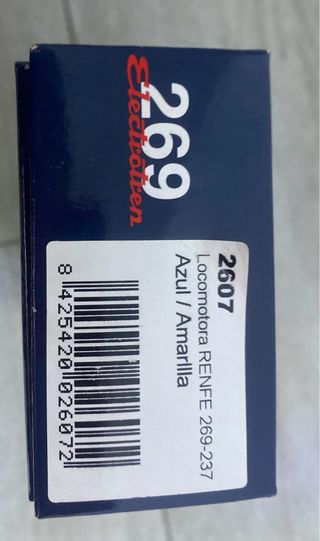 269
Electrotren
2607
Locomotora RENFE 269-237
Azul / Amarilla
8 425420 026072